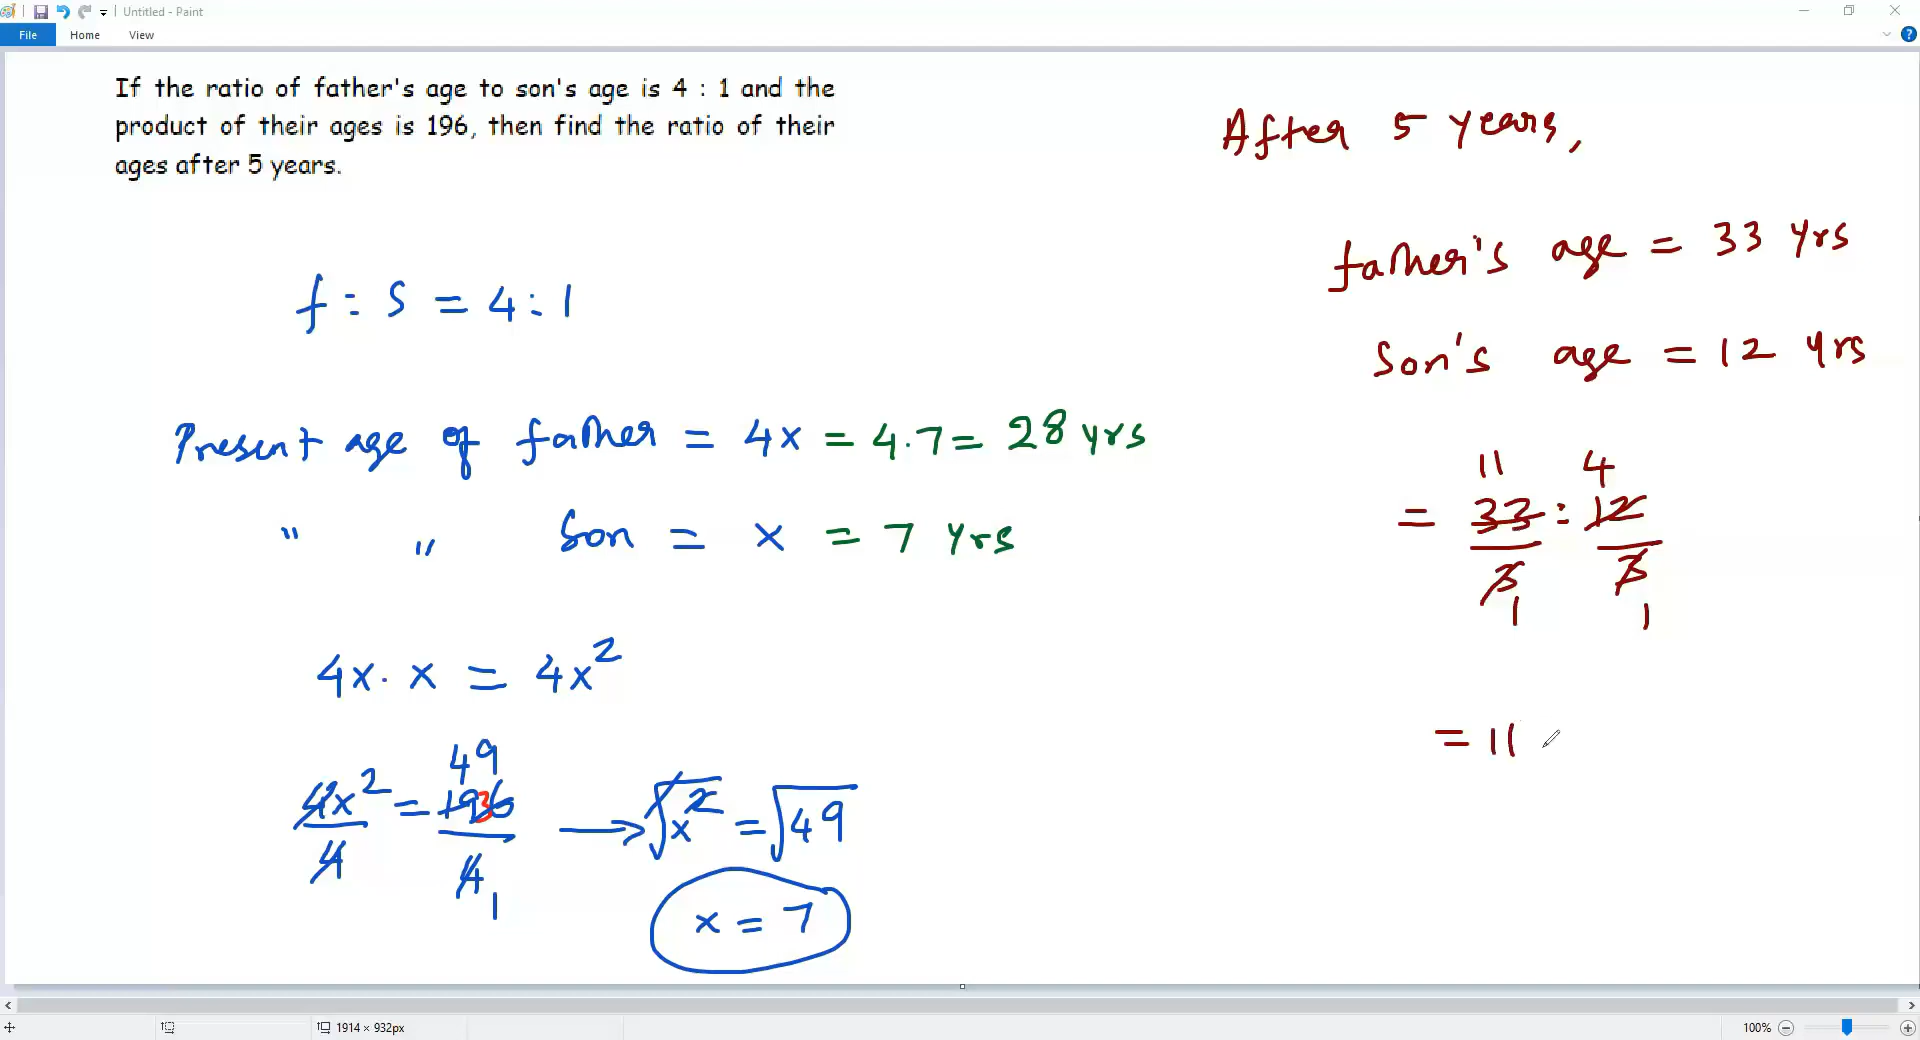 Untitled - Paint
File Home View
If the ratio of father's age to son's age is 4 : 1 and the
product of their ages is 196, then find the ratio of their
ages after 5 years.
f : s = 4 : 1
Present age of father = 4x = 4.7 = 28 yrs
" " Son = x = 7 yrs
4x . x = 4x²
49
4x² = 196 → √x² = √49
4 4
1
x = 7
After 5 years,
father's age = 33 yrs
Son's age = 12 yrs
11 4
= 33 : 12
3 3
1 1
= 11
1914 × 932px
100%